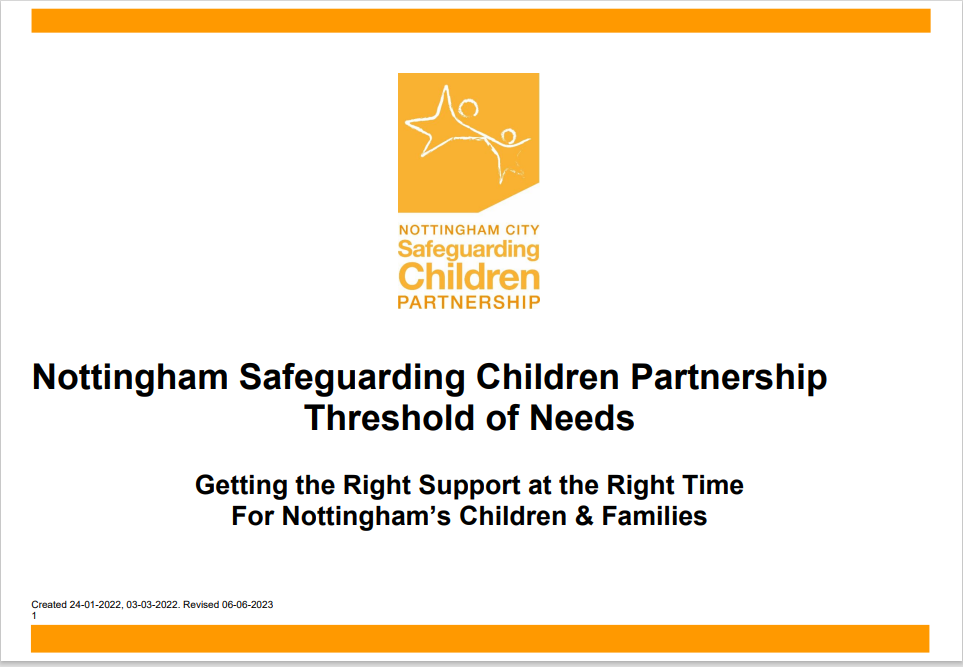 NOTTINGHAM CITY
Safeguarding
Children
PARTNERSHIP
Nottingham Safeguarding Children Partnership
Threshold of Needs
Getting the Right Support at the Right Time
For Nottingham’s Children & Families
Created 24-01-2022, 03-03-2022. Revised 06-06-2023
1